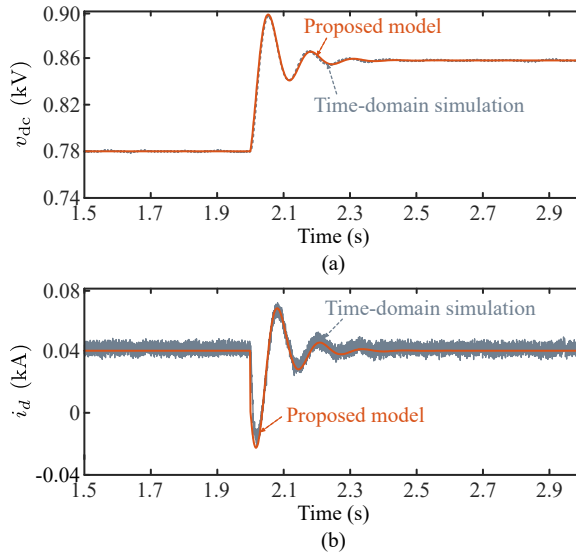 0.90
0.86
0.82
0.78
0.74
v_dc (kV)
Proposed model
Time-domain simulation
1.5 1.7 1.9 2.1 2.3 2.5 2.7 2.9
Time (s)
(a)
0.08
0.04
0
-0.04
i_d (kA)
Time-domain simulation
Proposed model
1.5 1.7 1.9 2.1 2.3 2.5 2.7 2.9
Time (s)
(b)